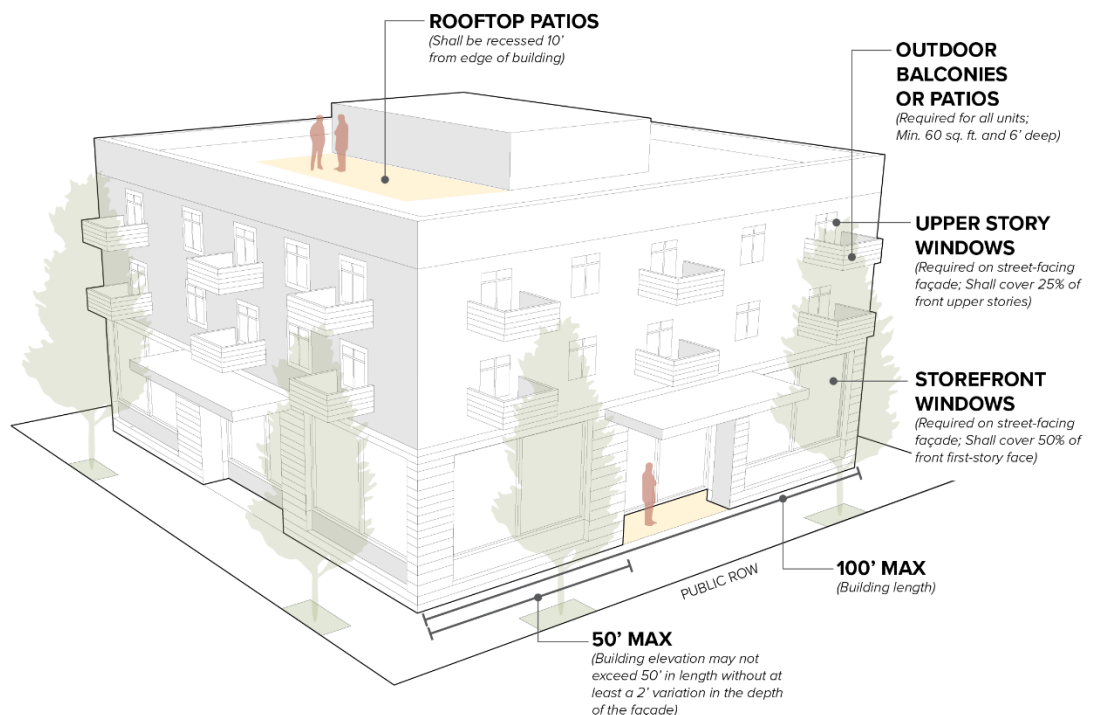 ROOFTOP PATIOS
(Shall be recessed 10’
from edge of building)
OUTDOOR
BALCONIES
OR PATIOS
(Required for all units;
Min. 60 sq. ft. and 6’ deep)
UPPER STORY
WINDOWS
(Required on street-facing
façade; Shall cover 25% of
front upper stories)
STOREFRONT
WINDOWS
(Required on street-facing
façade; Shall cover 50% of
front first-story face)
100’ MAX
(Building length)
PUBLIC ROW
50’ MAX
(Building elevation may not
exceed 50’ in length without at
least a 2’ variation in the depth
of the façade)